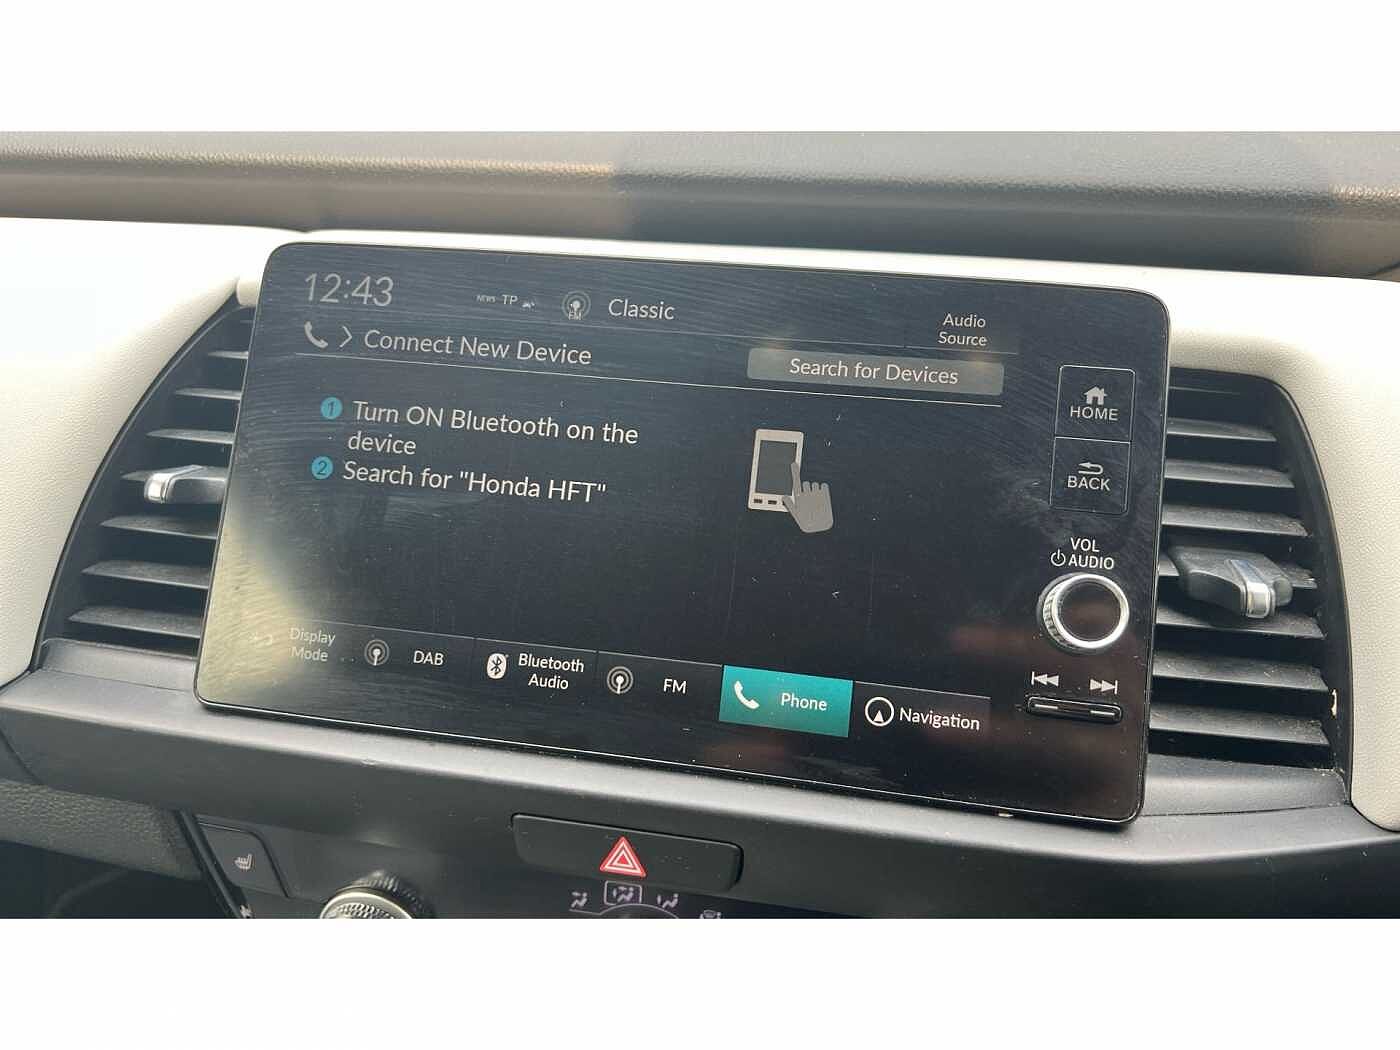 12:43
NEWS TP
FM
Classic
Audio
Source
Connect New Device
Search for Devices
1 Turn ON Bluetooth on the
device
2 Search for "Honda HFT"
HOME
BACK
VOL
AUDIO
Display
Mode
DAB
Bluetooth
Audio
FM
Phone
Navigation